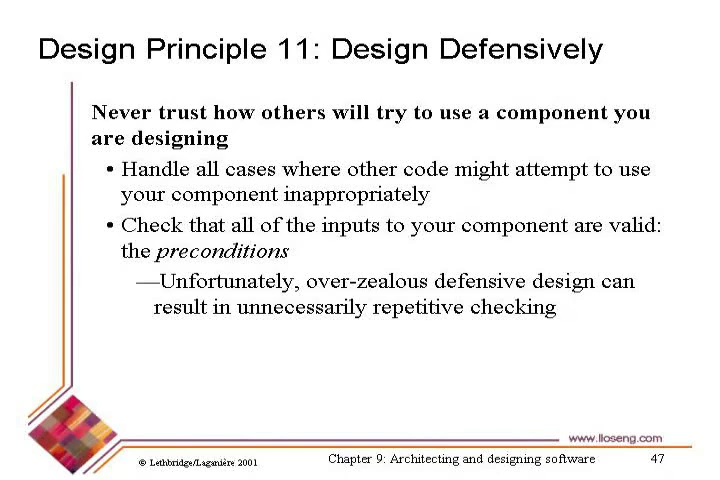 Design Principle 11: Design Defensively
Never trust how others will try to use a component you
are designing
• Handle all cases where other code might attempt to use
your component inappropriately
• Check that all of the inputs to your component are valid:
the preconditions
—Unfortunately, over-zealous defensive design can
result in unnecessarily repetitive checking
www.lloseng.com
© Lethbridge/Laganière 2001
Chapter 9: Architecting and designing software
47